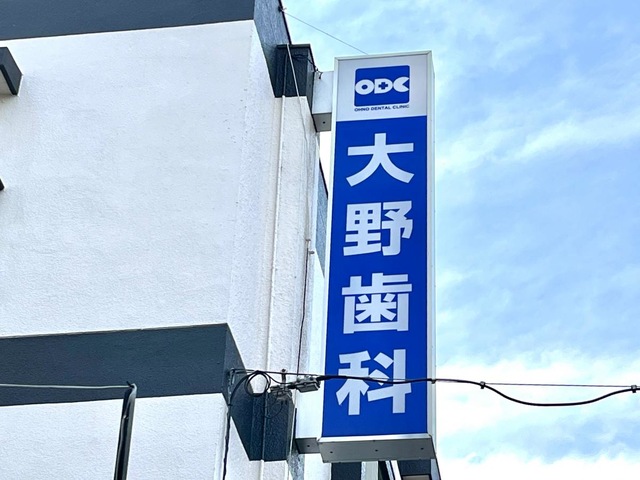 ODC
OHNO DENTAL CLINIC
大野歯科